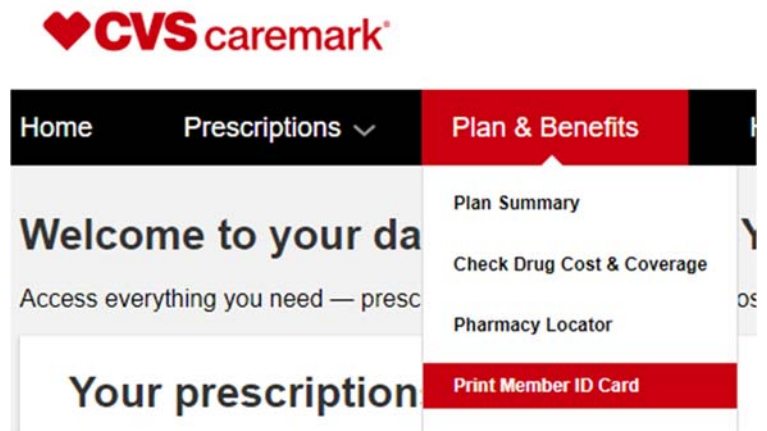 CVS caremark®
Home Prescriptions Plan & Benefits
Plan Summary
Check Drug Cost & Coverage
Pharmacy Locator
Print Member ID Card
Welcome to your da
Access everything you need — presc
Your prescription